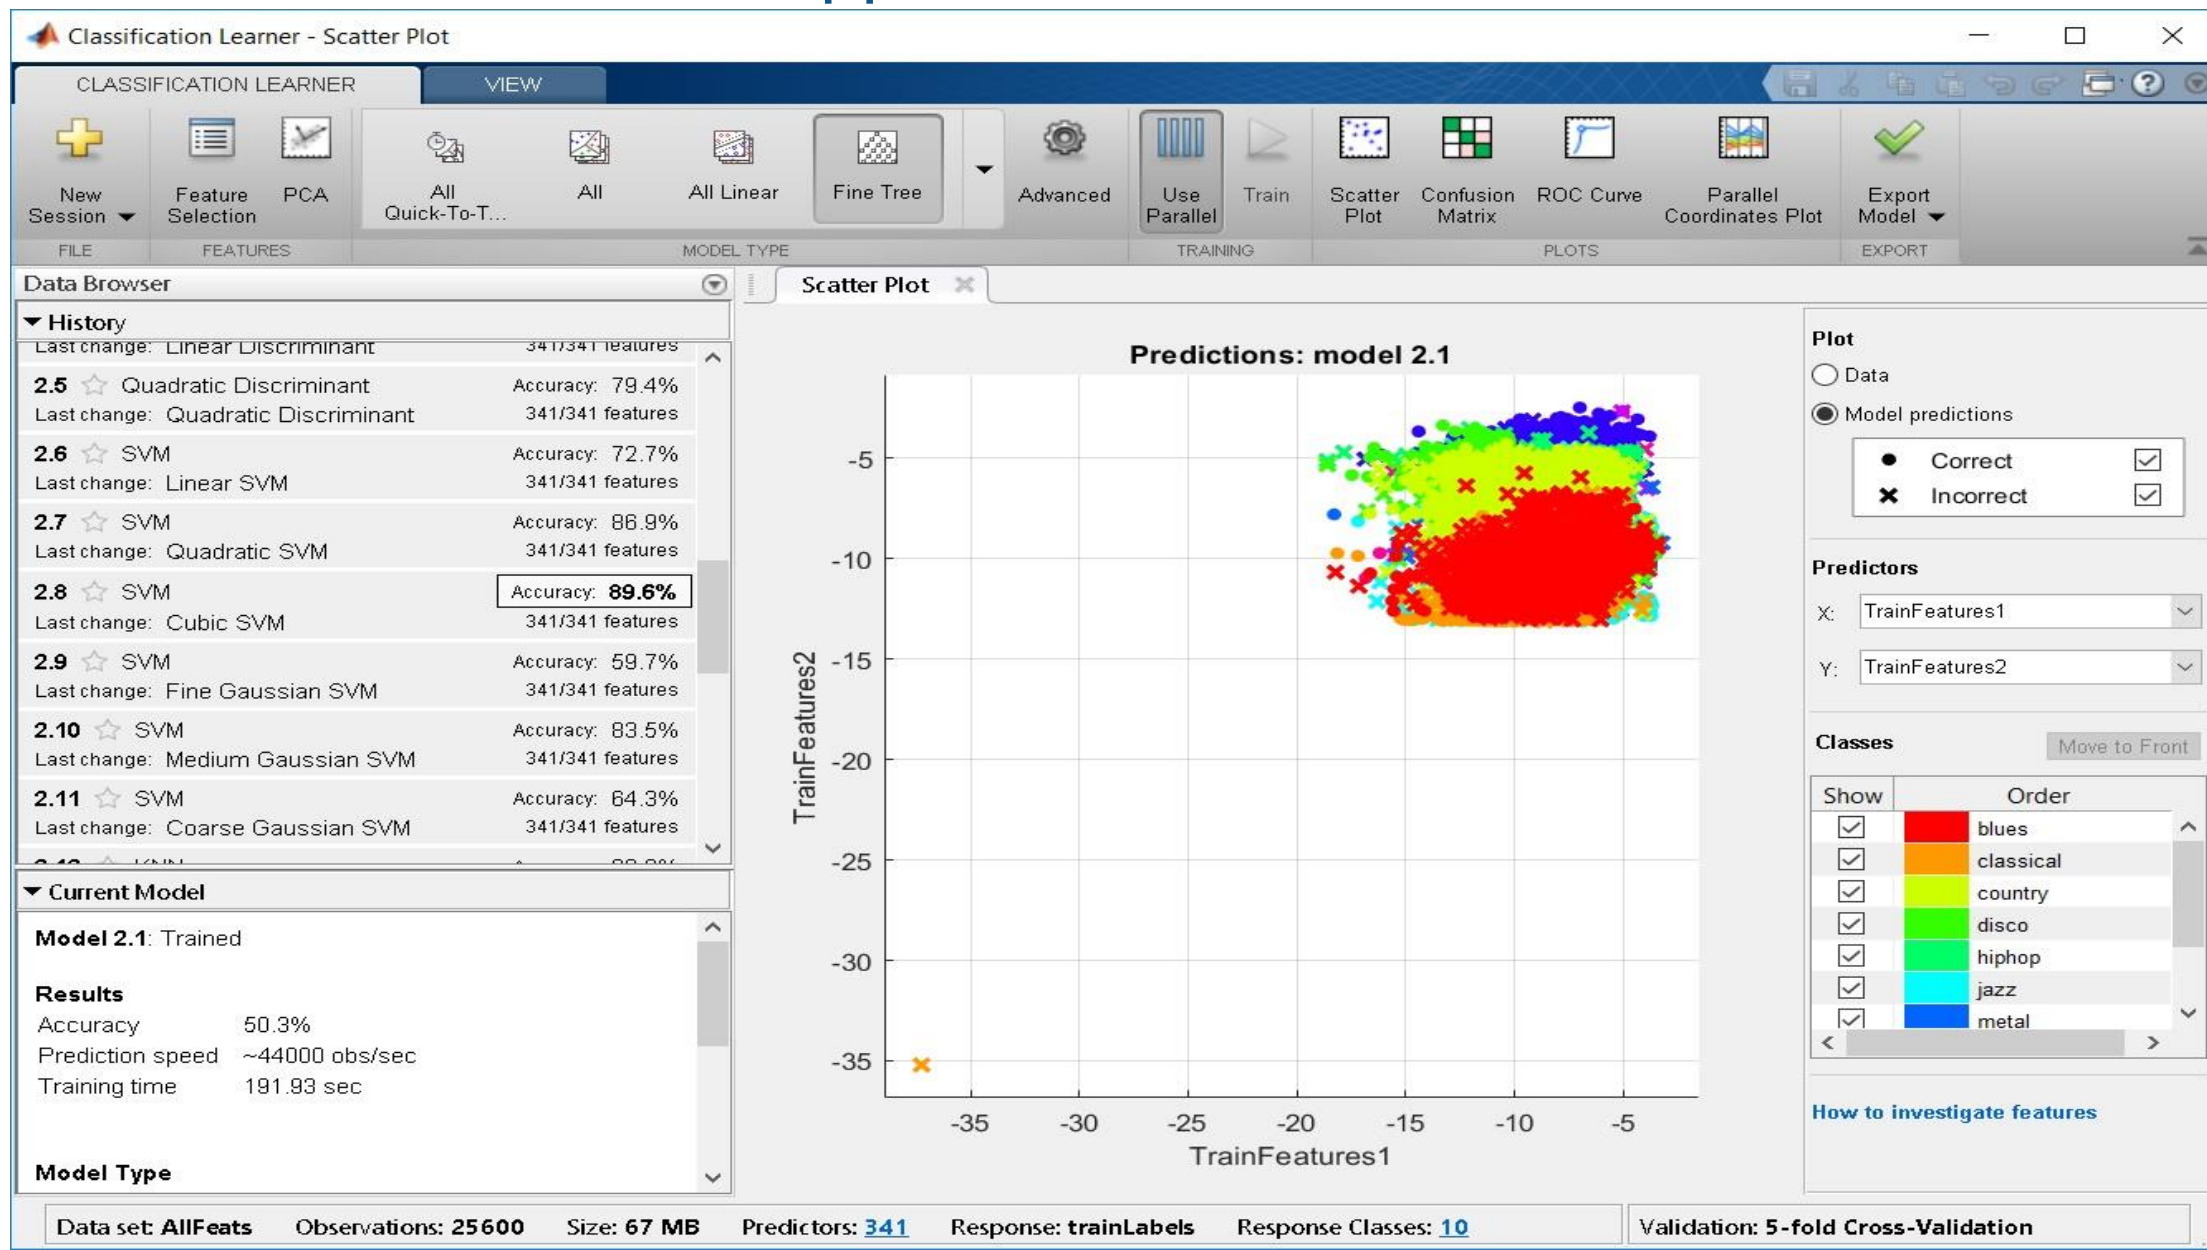 Classification Learner - Scatter Plot
CLASSIFICATION LEARNER VIEW
New Session
Feature Selection
PCA
All Quick-To-T...
All
All Linear
Fine Tree
Advanced
Use Parallel
Train
Scatter Plot
Confusion Matrix
ROC Curve
Parallel Coordinates Plot
Export Model
FILE FEATURES MODEL TYPE TRAINING PLOTS EXPORT
Data Browser
History
Last change: Linear Discriminant 341/341 features
2.5 Quadratic Discriminant Accuracy: 79.4%
Last change: Quadratic Discriminant 341/341 features
2.6 SVM Accuracy: 72.7%
Last change: Linear SVM 341/341 features
2.7 SVM Accuracy: 86.9%
Last change: Quadratic SVM 341/341 features
2.8 SVM Accuracy: 89.6%
Last change: Cubic SVM 341/341 features
2.9 SVM Accuracy: 59.7%
Last change: Fine Gaussian SVM 341/341 features
2.10 SVM Accuracy: 83.5%
Last change: Medium Gaussian SVM 341/341 features
2.11 SVM Accuracy: 64.3%
Last change: Coarse Gaussian SVM 341/341 features
Current Model
Model 2.1: Trained
Results
Accuracy 50.3%
Prediction speed ~44000 obs/sec
Training time 191.93 sec
Model Type
Scatter Plot
Predictions: model 2.1
TrainFeatures2
-5
-10
-15
-20
-25
-30
-35
-35 -30 -25 -20 -15 -10 -5
TrainFeatures1
Plot
Data
Model predictions
Correct
Incorrect
Predictors
X: TrainFeatures1
Y: TrainFeatures2
Classes Move to Front
Show Order
blues
classical
country
disco
hiphop
jazz
metal
How to investigate features
Data set: AllFeats Observations: 25600 Size: 67 MB Predictors: 341 Response: trainLabels Response Classes: 10 Validation: 5-fold Cross-Validation